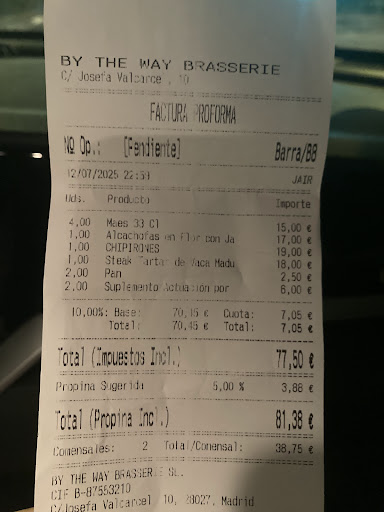 BY THE WAY BRASSERIE
C/ Josefa Valcarcel, 10
FACTURA PROFORMA
Nº Op.: [Pendiente] Barra/B8
12/07/2025 22:51
JAIR
Uds. Producto Importe
4,00 Maes 33 Cl 15,00 €
1,00 Alcachofas en Flor con Ja 17,00 €
1,00 CHIPIRONES 19,00 €
1,00 Steak Tartar de Vaca Madu 18,00 €
2,00 Pan 2,50 €
2,00 Suplemento Actuación por 6,00 €
10,00%: Base: 70,45 € Cuota: 7,05 €
Total: 70,45 € Total: 7,05 €
Total (Impuestos Incl.) 77,50 €
Propina Sugerida 5,00 % 3,88 €
Total (Propina Incl.) 81,38 €
Comensales: 2 Total/Comensal: 38,75 €
BY THE WAY BRASSERIE SL.
CIF B-87553210
C/Josefa Valcarcel, 10, 28027, Madrid